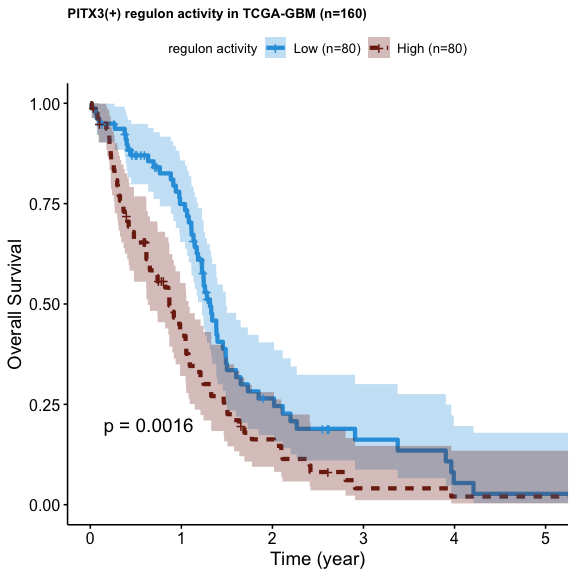 PITX3(+) regulon activity in TCGA-GBM (n=160)
regulon activity Low (n=80) High (n=80)
1.00
0.75
0.50
0.25
0.00
Overall Survival
p = 0.0016
0 1 2 3 4 5
Time (year)